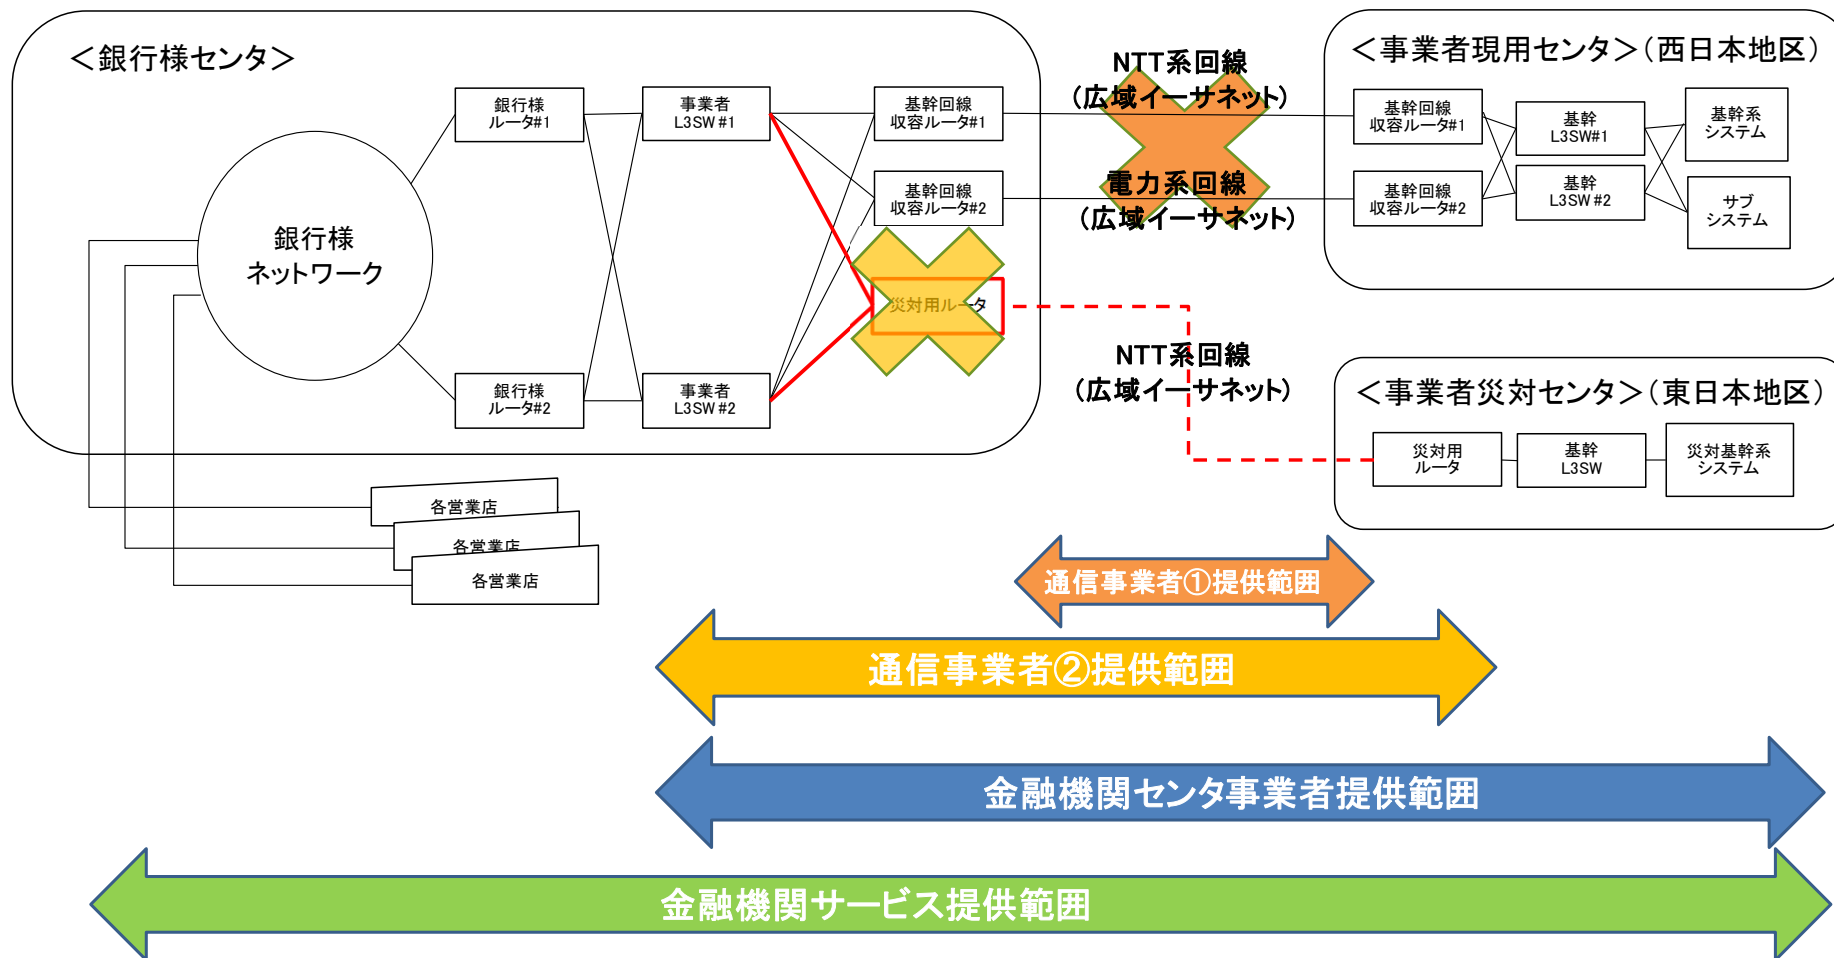 ＜銀行様センタ＞
銀行様
ネットワーク
銀行様
ルータ#1
事業者
L3SW#1
基幹回線
収容ルータ#1
基幹回線
収容ルータ#2
災対用ルータ
銀行様
ルータ#2
事業者
L3SW#2
NTT系回線
（広域イーサネット）
電力系回線
（広域イーサネット）
NTT系回線
（広域イーサネット）
＜事業者現用センタ＞（西日本地区）
基幹回線
収容ルータ#1
基幹回線
収容ルータ#2
基幹
L3SW#1
基幹
L3SW#2
基幹系
システム
サブ
システム
＜事業者災対センタ＞（東日本地区）
災対用
ルータ
基幹
L3SW
災対基幹系
システム
各営業店
各営業店
各営業店
通信事業者①提供範囲
通信事業者②提供範囲
金融機関センタ事業者提供範囲
金融機関サービス提供範囲